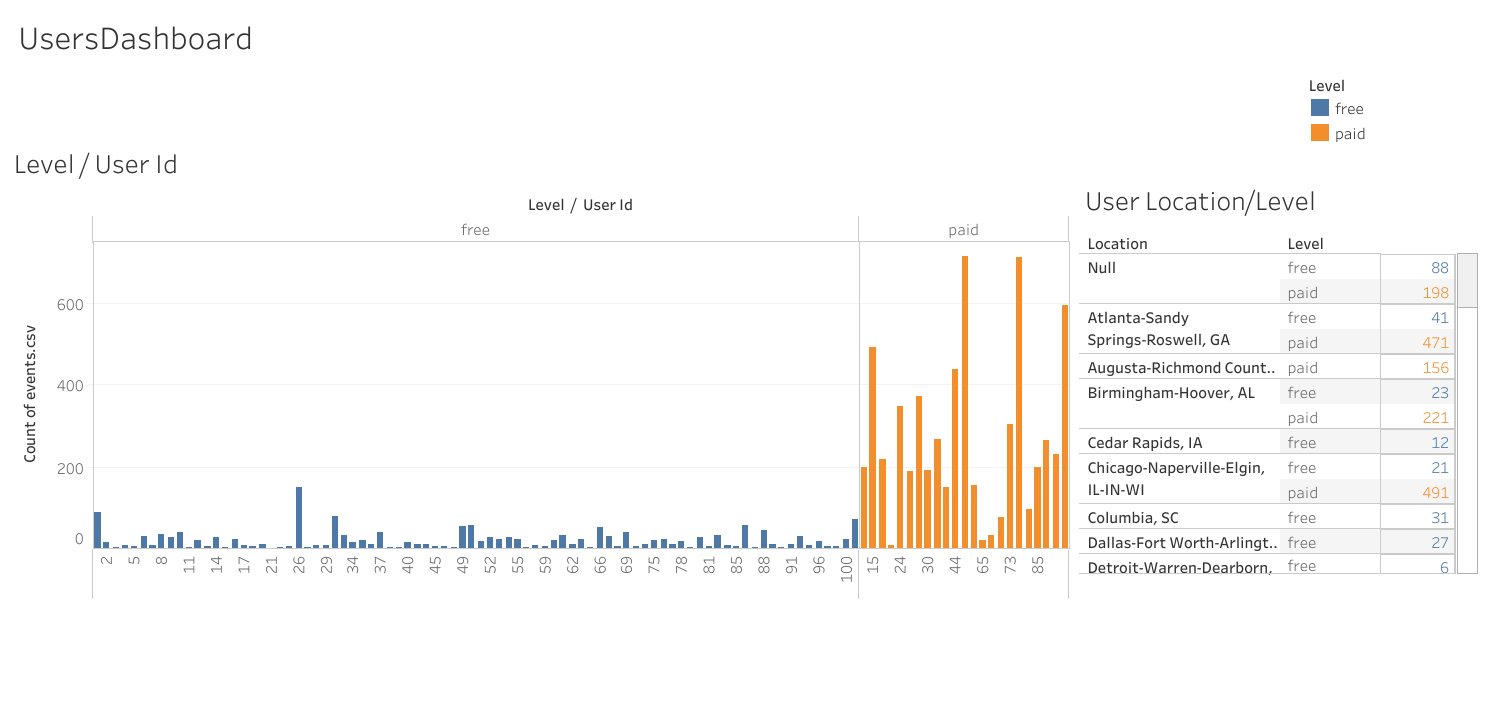 UsersDashboard
Level
free
paid
Level / User Id
Level / User Id
free
paid
Count of events.csv
600
400
200
0
2
5
8
11
14
17
21
26
29
34
37
40
45
49
52
55
59
62
66
69
75
78
81
85
88
91
96
100
15
24
30
44
65
73
85
User Location/Level
Location Level
Null free 88
paid 198
Atlanta-Sandy free 41
Springs-Roswell, GA paid 471
Augusta-Richmond Count.. paid 156
Birmingham-Hoover, AL free 23
paid 221
Cedar Rapids, IA free 12
Chicago-Naperville-Elgin, free 21
IL-IN-WI paid 491
Columbia, SC free 31
Dallas-Fort Worth-Arlingt.. free 27
Detroit-Warren-Dearborn, free 6